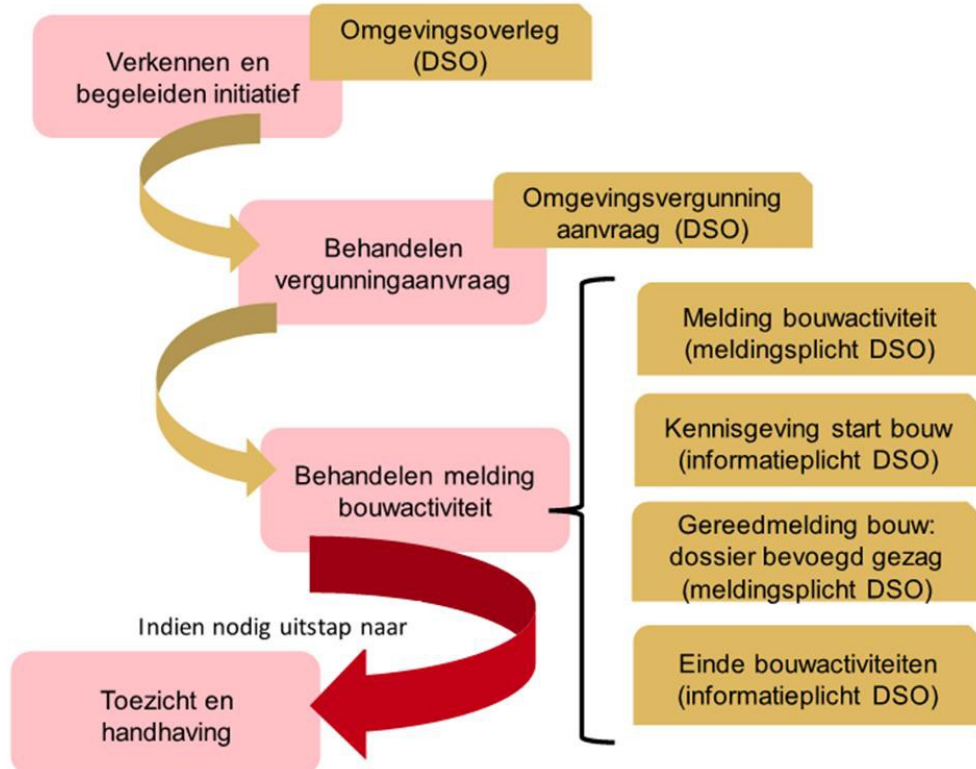 Omgevingsoverleg
(DSO)
Verkennen en
begeleiden initiatief
Omgevingsvergunning
aanvraag (DSO)
Behandelen
vergunningaanvraag
Melding bouwactiviteit
(meldingsplicht DSO)
Kennisgeving start bouw
(informatieplicht DSO)
Behandelen melding
bouwactiviteit
Gereedmelding bouw:
dossier bevoegd gezag
(meldingsplicht DSO)
Indien nodig uitstap naar
Einde bouwactiviteiten
(informatieplicht DSO)
Toezicht en
handhaving